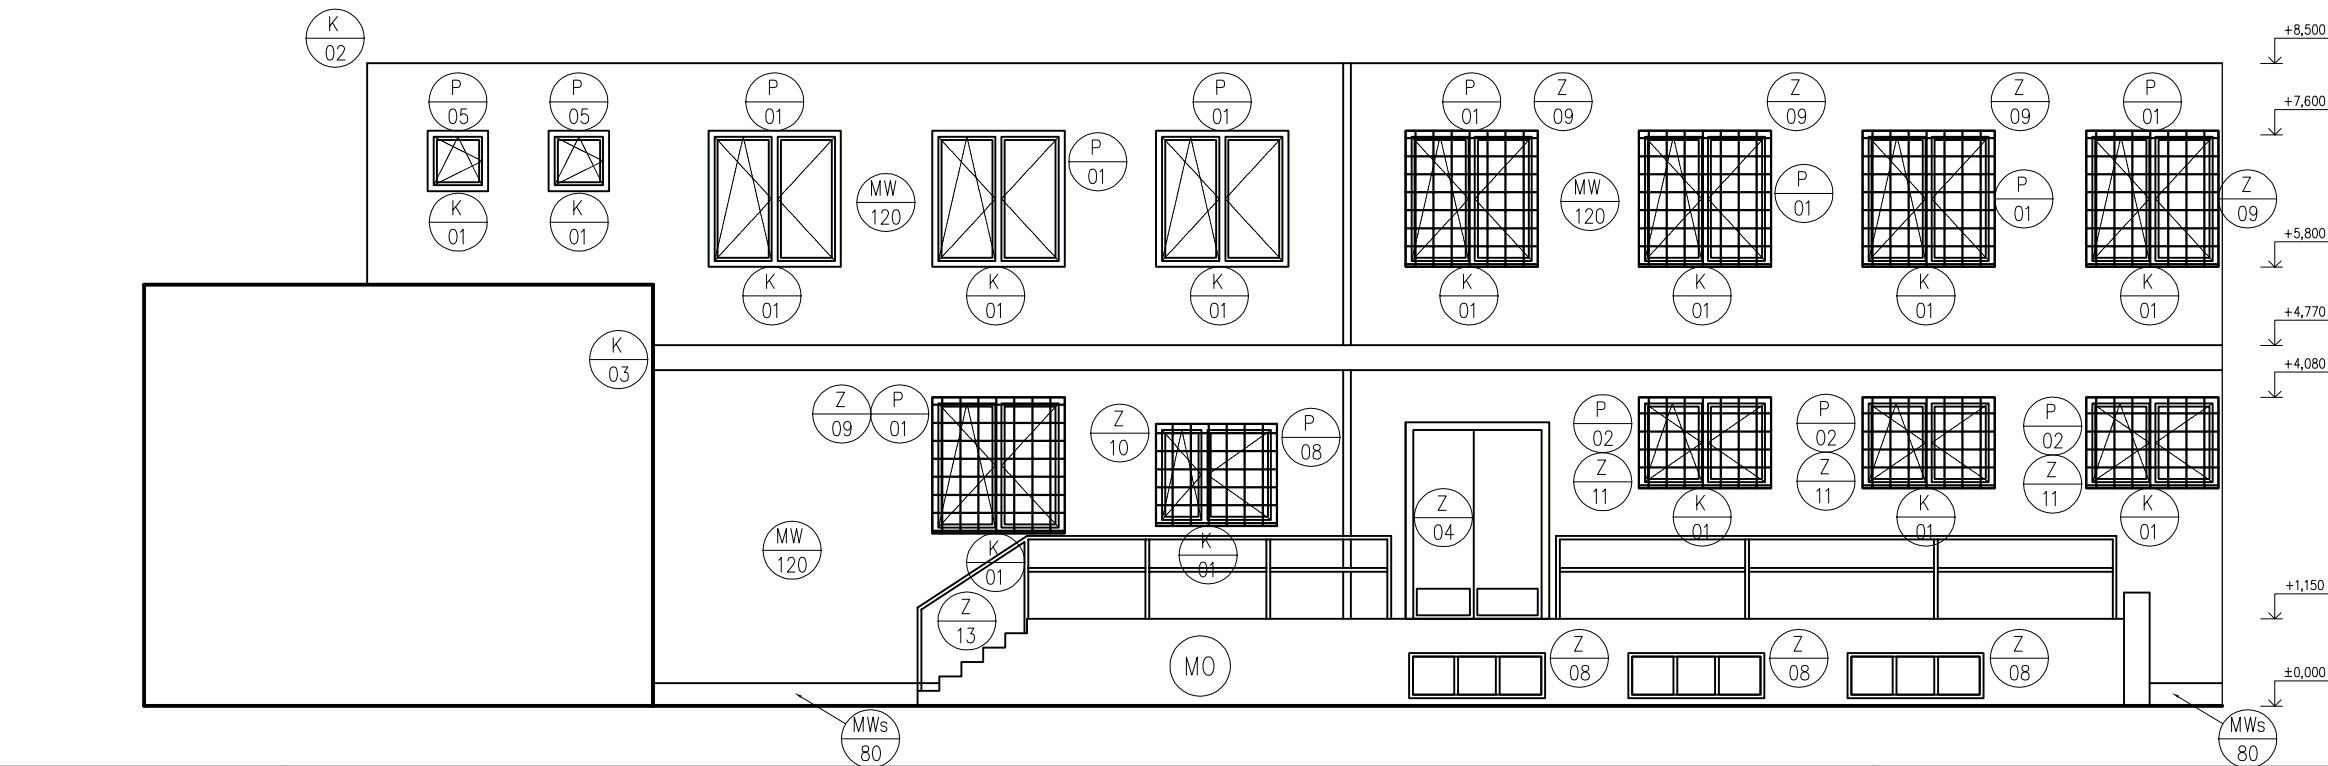 K
02
+8,500
P
05
P
05
P
01
P
01
P
01
Z
09
Z
09
Z
09
P
01
+7,600
P
01
MW
120
MW
120
P
01
P
01
Z
09
K
01
K
01
+5,800
K
01
K
01
K
01
K
01
K
01
K
01
K
01
+4,770
K
03
+4,080
Z
09
P
01
Z
10
P
08
P
02
P
02
P
02
Z
11
Z
11
Z
11
Z
04
K
01
K
01
K
01
MW
120
K
01
K
01
+1,150
Z
13
MO
Z
08
Z
08
Z
08
±0,000
MWs
80
MWs
80